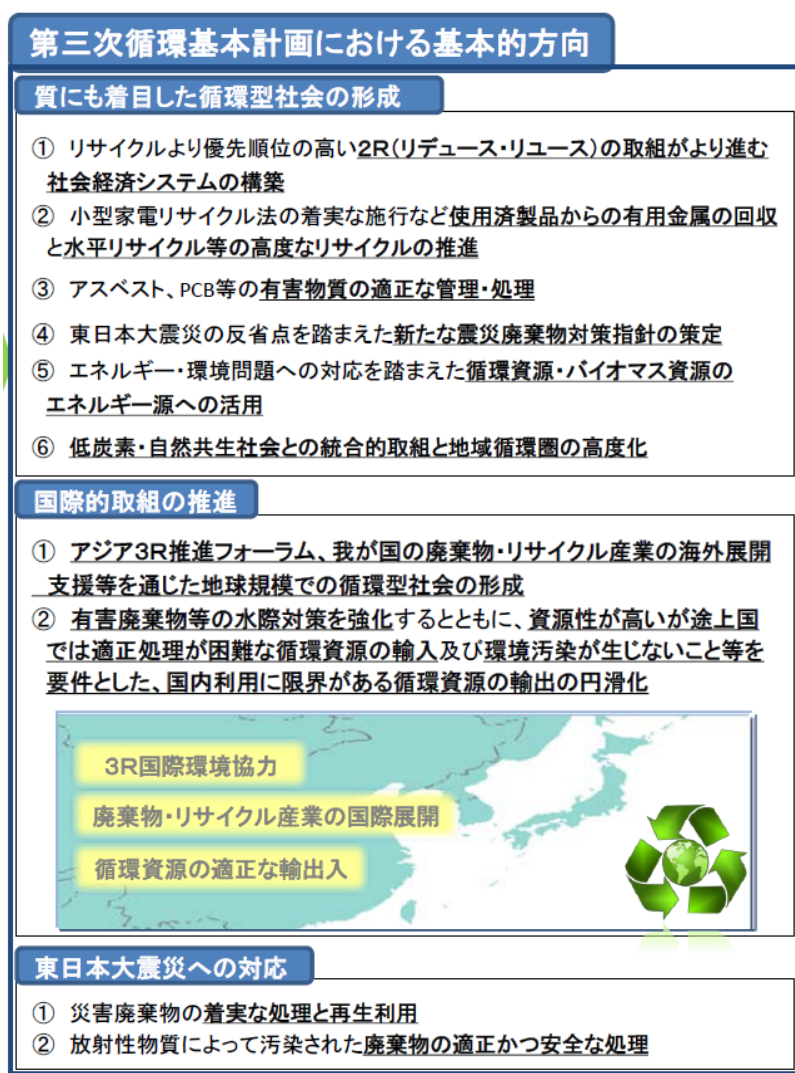 第三次循環基本計画における基本的方向
質にも着目した循環型社会の形成
① リサイクルより優先順位の高い2R(リデュース・リユース)の取組がより進む
社会経済システムの構築
② 小型家電リサイクル法の着実な施行など使用済製品からの有用金属の回収
と水平リサイクル等の高度なリサイクルの推進
③ アスベスト、PCB等の有害物質の適正な管理・処理
④ 東日本大震災の反省点を踏まえた新たな震災廃棄物対策指針の策定
⑤ エネルギー・環境問題への対応を踏まえた循環資源・バイオマス資源の
エネルギー源への活用
⑥ 低炭素・自然共生社会との統合的取組と地域循環圏の高度化
国際的取組の推進
① アジア3R推進フォーラム、我が国の廃棄物・リサイクル産業の海外展開
支援等を通じた地球規模での循環型社会の形成
② 有害廃棄物等の水際対策を強化するとともに、資源性が高いが途上国
では適正処理が困難な循環資源の輸入及び環境汚染が生じないこと等を
要件とした、国内利用に限界がある循環資源の輸出の円滑化
3R国際環境協力
廃棄物・リサイクル産業の国際展開
循環資源の適正な輸出入
東日本大震災への対応
① 災害廃棄物の着実な処理と再生利用
② 放射性物質によって汚染された廃棄物の適正かつ安全な処理